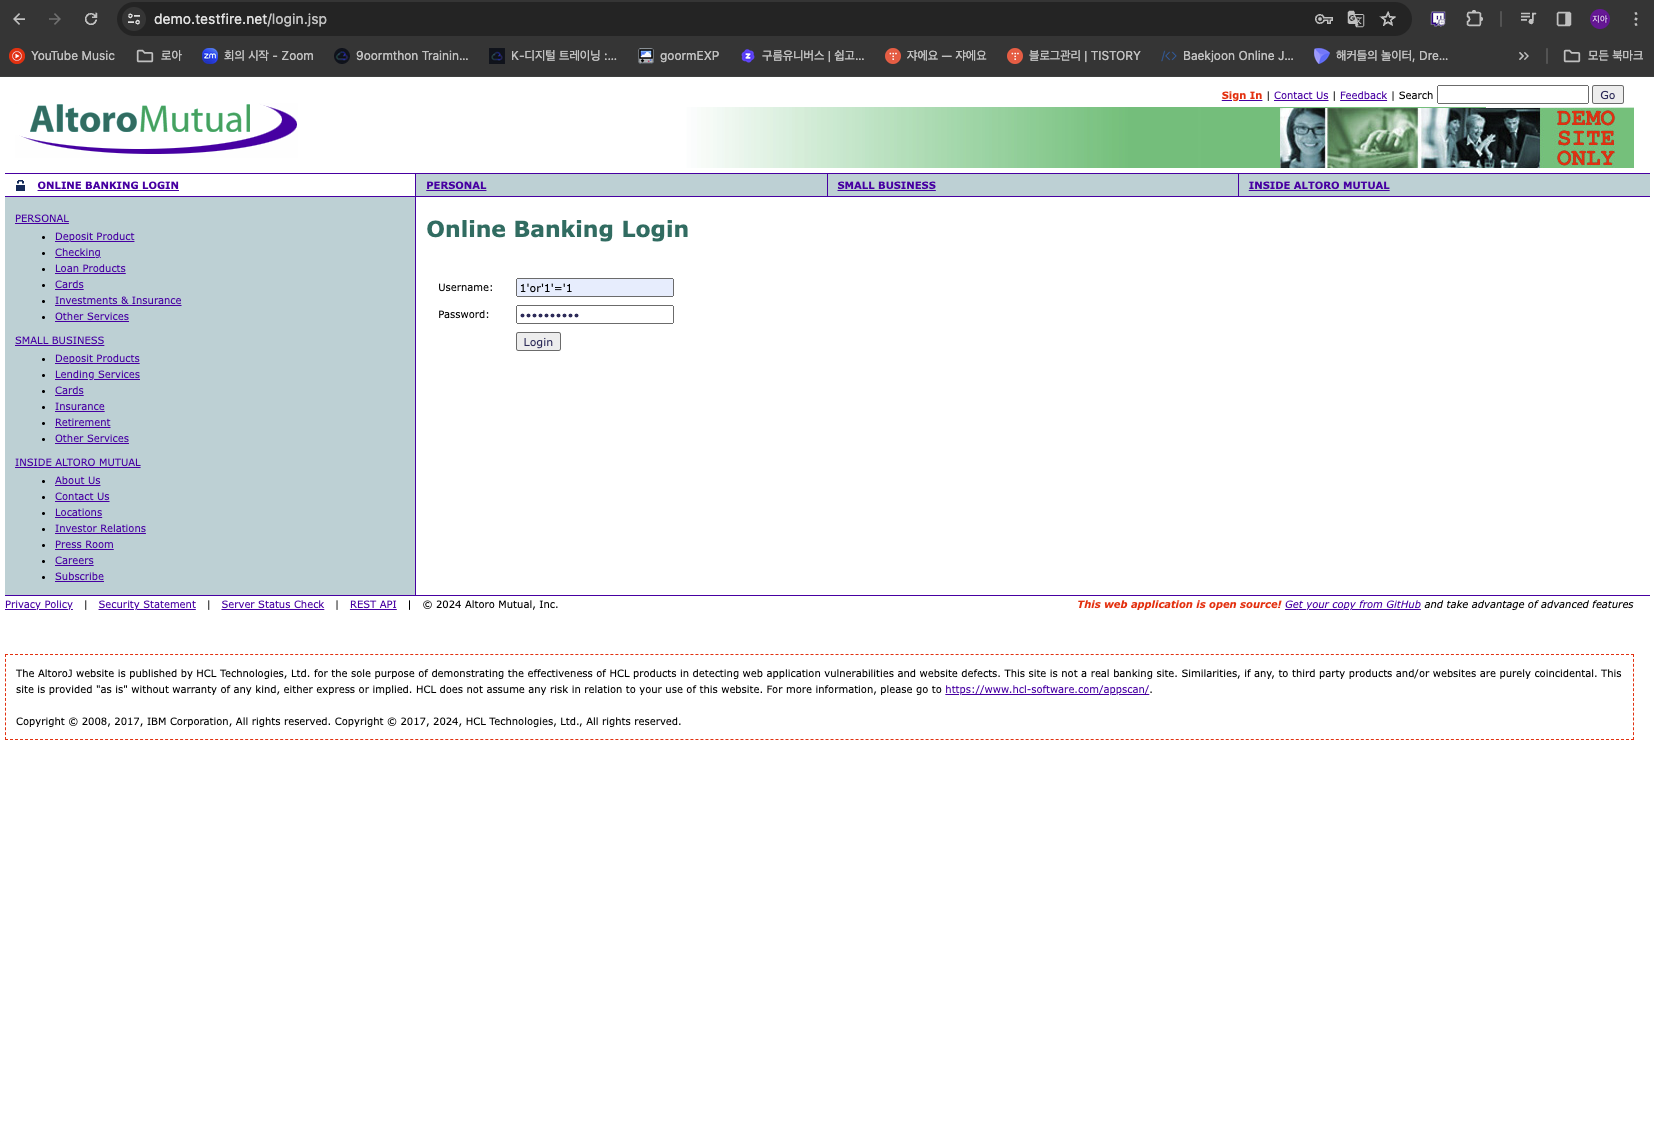 demo.testfire.net/login.jsp
지아
YouTube Music 로아 zm 회의 시작 - Zoom 9oormthon Trainin... K-디지털 트레이닝 :... goormEXP 구름유니버스 | 쉽고... 쟈에요 — 쟈에요 블로그관리 | TISTORY Baekjoon Online J... 해커들의 놀이터, Dre... » 모든 북마크
Sign In | Contact Us | Feedback | Search Go
AltoroMutual
DEMO
SITE
ONLY
ONLINE BANKING LOGIN PERSONAL SMALL BUSINESS INSIDE ALTORO MUTUAL
PERSONAL
Deposit Product
Checking
Loan Products
Cards
Investments & Insurance
Other Services
SMALL BUSINESS
Deposit Products
Lending Services
Cards
Insurance
Retirement
Other Services
INSIDE ALTORO MUTUAL
About Us
Contact Us
Locations
Investor Relations
Press Room
Careers
Subscribe
Online Banking Login
Username: 1'or'1'='1
Password: ••••••••••
Login
Privacy Policy | Security Statement | Server Status Check | REST API | © 2024 Altoro Mutual, Inc. This web application is open source! Get your copy from GitHub and take advantage of advanced features
The AltoroJ website is published by HCL Technologies, Ltd. for the sole purpose of demonstrating the effectiveness of HCL products in detecting web application vulnerabilities and website defects. This site is not a real banking site. Similarities, if any, to third party products and/or websites are purely coincidental. This
site is provided "as is" without warranty of any kind, either express or implied. HCL does not assume any risk in relation to your use of this website. For more information, please go to https://www.hcl-software.com/appscan/.
Copyright © 2008, 2017, IBM Corporation, All rights reserved. Copyright © 2017, 2024, HCL Technologies, Ltd., All rights reserved.